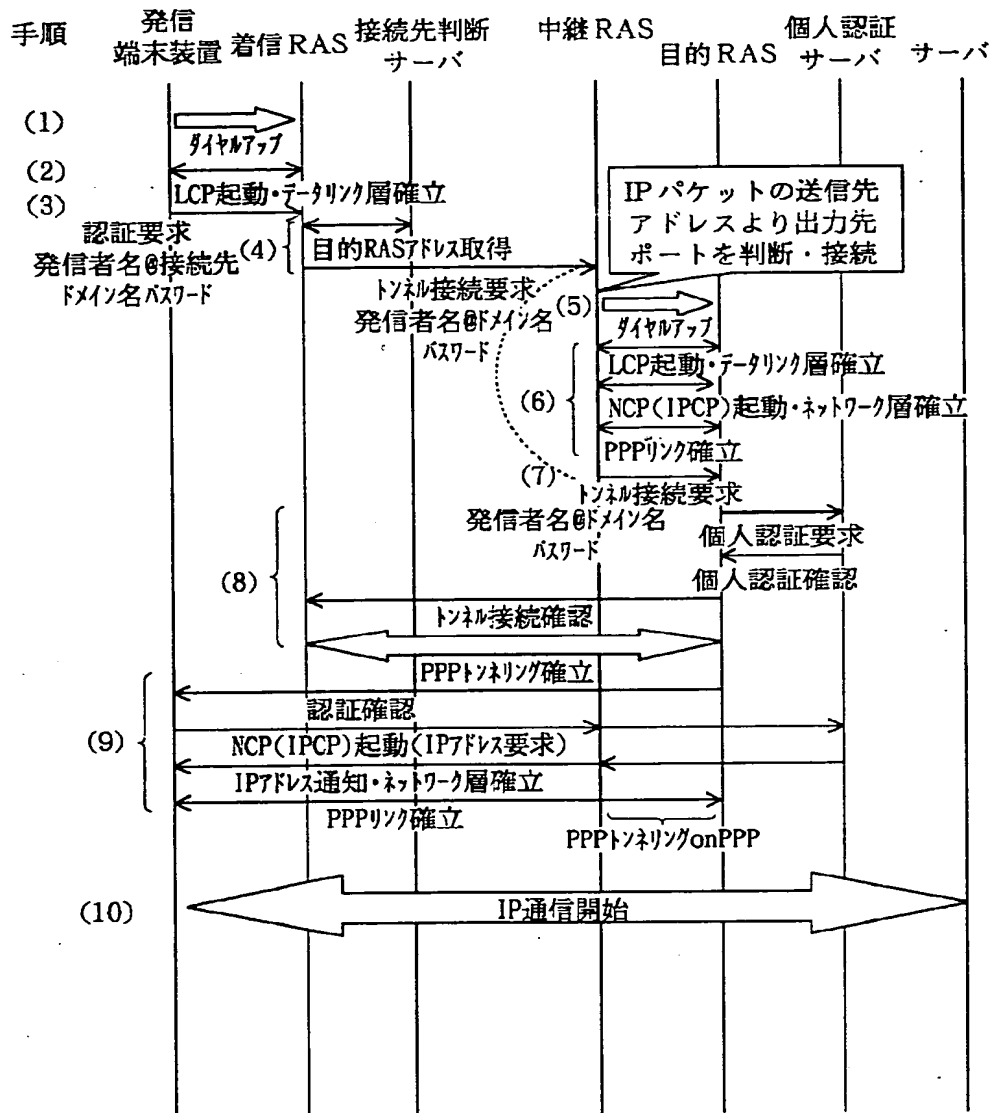 手順
発信
端末装置
着信RAS
接続先判断
サーバ
中継RAS
目的RAS
個人認証
サーバ
サーバ
(1)
ダイヤルアップ
(2)
LCP起動・データリンク層確立
(3)
認証要求
発信者名@接続先
ドメイン名 パスワード
(4)
目的RASアドレス取得
トンネル接続要求
発信者名@ドメイン名
パスワード
IPパケットの送信先
アドレスより出力先
ポートを判断・接続
(5)
ダイヤルアップ
LCP起動・データリンク層確立
(6)
NCP(IPCP)起動・ネットワーク層確立
PPPリンク確立
(7)
トンネル接続要求
発信者名@ドメイン名
パスワード
個人認証要求
個人認証確認
(8)
トンネル接続確認
PPPトンネリング確立
認証確認
(9)
NCP(IPCP)起動(IPアドレス要求)
IPアドレス通知・ネットワーク層確立
PPPリンク確立
PPPトンネリングonPPP
(10)
IP通信開始